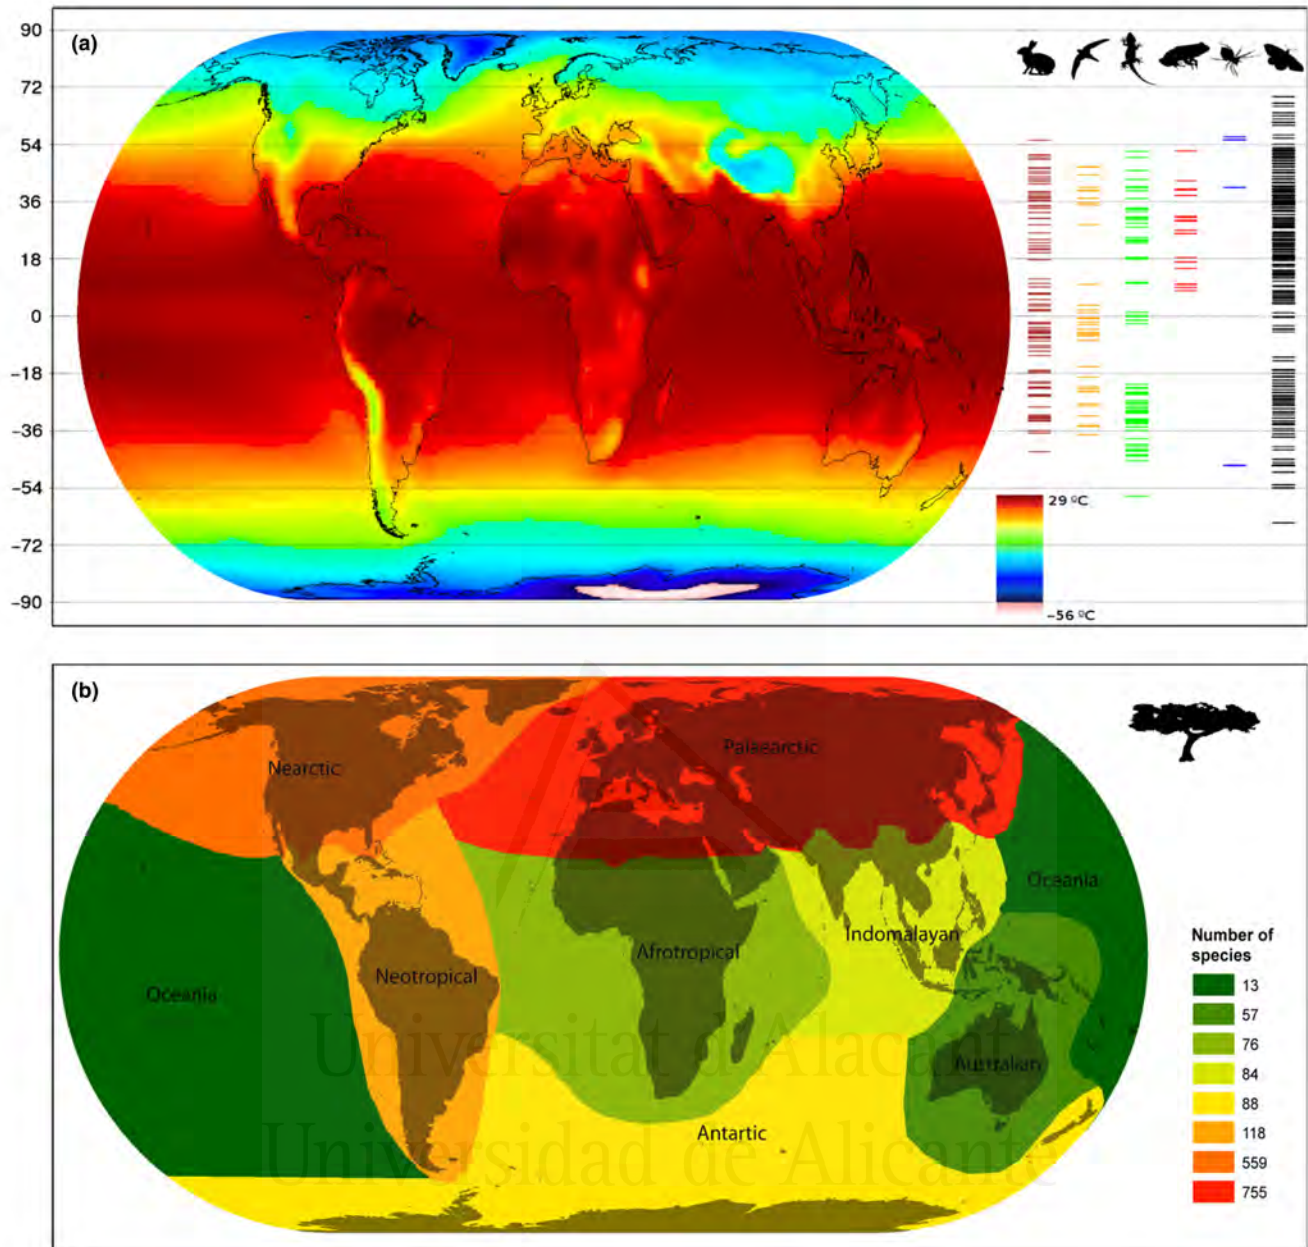 (a)
90
72
54
36
18
0
−18
−36
−54
−72
−90
29 ºC
−56 ºC
(b)
Palaearctic
Nearctic
Oceania
Indomalayan
Afrotropical
Neotropical
Oceania
Australian
Antartic
Number of
species
13
57
76
84
88
118
559
755
Universitat d'Alacant
Universidad de Alicante